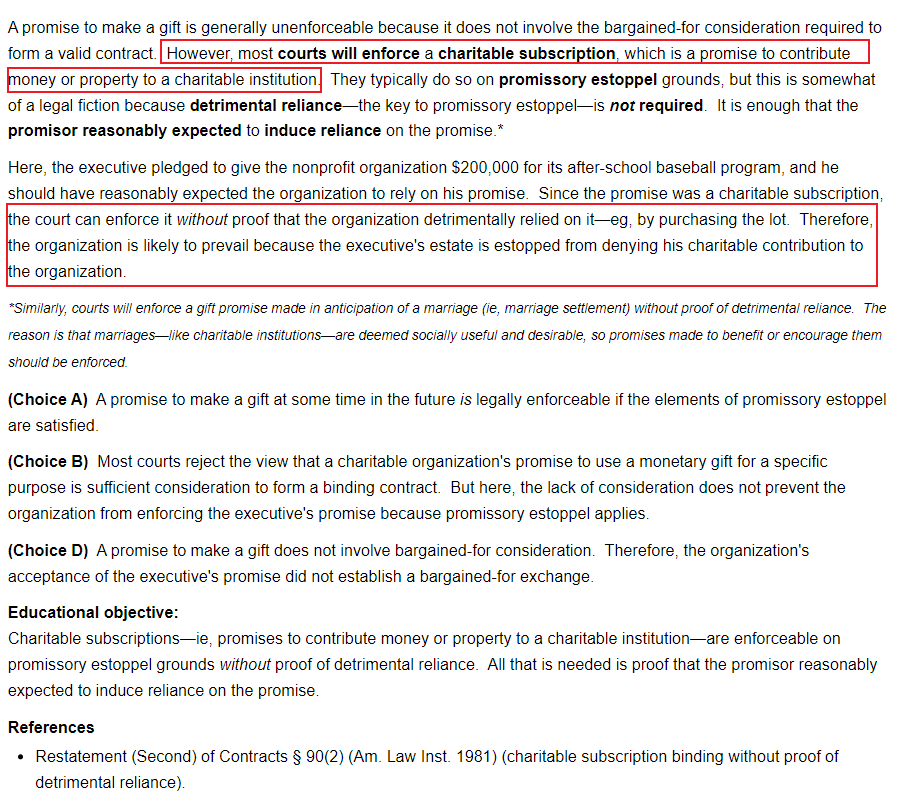 A promise to make a gift is generally unenforceable because it does not involve the bargained-for consideration required to
form a valid contract. However, most courts will enforce a charitable subscription, which is a promise to contribute
money or property to a charitable institution. They typically do so on promissory estoppel grounds, but this is somewhat
of a legal fiction because detrimental reliance—the key to promissory estoppel—is not required. It is enough that the
promisor reasonably expected to induce reliance on the promise.*
Here, the executive pledged to give the nonprofit organization $200,000 for its after-school baseball program, and he
should have reasonably expected the organization to rely on his promise. Since the promise was a charitable subscription,
the court can enforce it without proof that the organization detrimentally relied on it—eg, by purchasing the lot. Therefore,
the organization is likely to prevail because the executive's estate is estopped from denying his charitable contribution to
the organization.
*Similarly, courts will enforce a gift promise made in anticipation of a marriage (ie, marriage settlement) without proof of detrimental reliance. The
reason is that marriages—like charitable institutions—are deemed socially useful and desirable, so promises made to benefit or encourage them
should be enforced.
(Choice A) A promise to make a gift at some time in the future is legally enforceable if the elements of promissory estoppel
are satisfied.
(Choice B) Most courts reject the view that a charitable organization's promise to use a monetary gift for a specific
purpose is sufficient consideration to form a binding contract. But here, the lack of consideration does not prevent the
organization from enforcing the executive's promise because promissory estoppel applies.
(Choice D) A promise to make a gift does not involve bargained-for consideration. Therefore, the organization's
acceptance of the executive's promise did not establish a bargained-for exchange.
Educational objective:
Charitable subscriptions—ie, promises to contribute money or property to a charitable institution—are enforceable on
promissory estoppel grounds without proof of detrimental reliance. All that is needed is proof that the promisor reasonably
expected to induce reliance on the promise.
References
• Restatement (Second) of Contracts § 90(2) (Am. Law Inst. 1981) (charitable subscription binding without proof of
detrimental reliance).